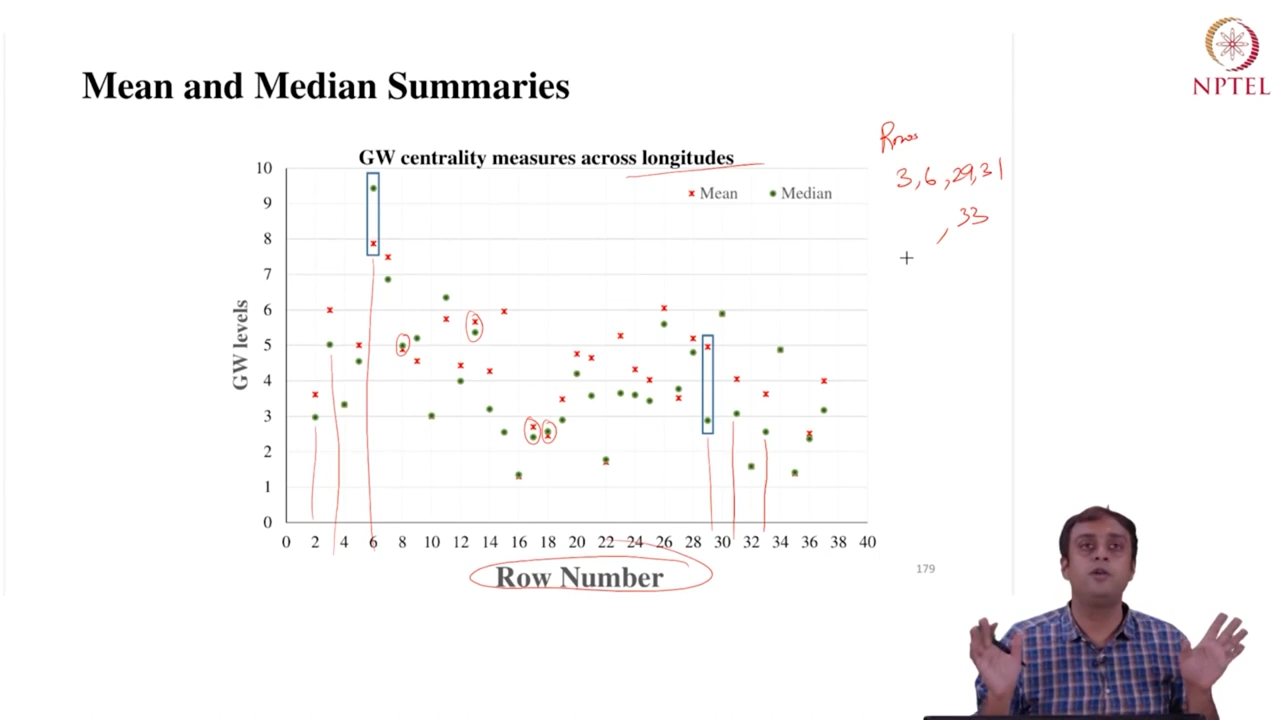 NPTEL
Mean and Median Summaries
Rows
3, 6, 29, 31
, 33
GW centrality measures across longitudes
Mean
Median
GW levels
10
9
8
7
6
5
4
3
2
1
0
0 2 4 6 8 10 12 14 16 18 20 22 24 26 28 30 32 34 36 38 40
Row Number
179